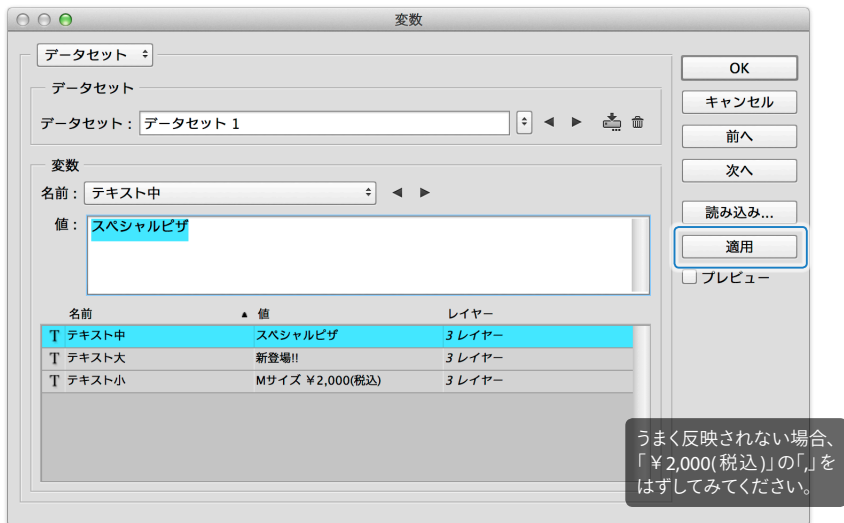 変数
データセット
データセット
データセット : データセット 1
変数
名前 : テキスト中
値 : スペシャルピザ
名前 値 レイヤー
T テキスト中 スペシャルピザ 3 レイヤー
T テキスト大 新登場!! 3 レイヤー
T テキスト小 Mサイズ ¥2,000(税込) 3 レイヤー
OK
キャンセル
前へ
次へ
読み込み...
適用
プレビュー
うまく反映されない場合、
「¥2,000(税込)」の「,」を
はずしてみてください。